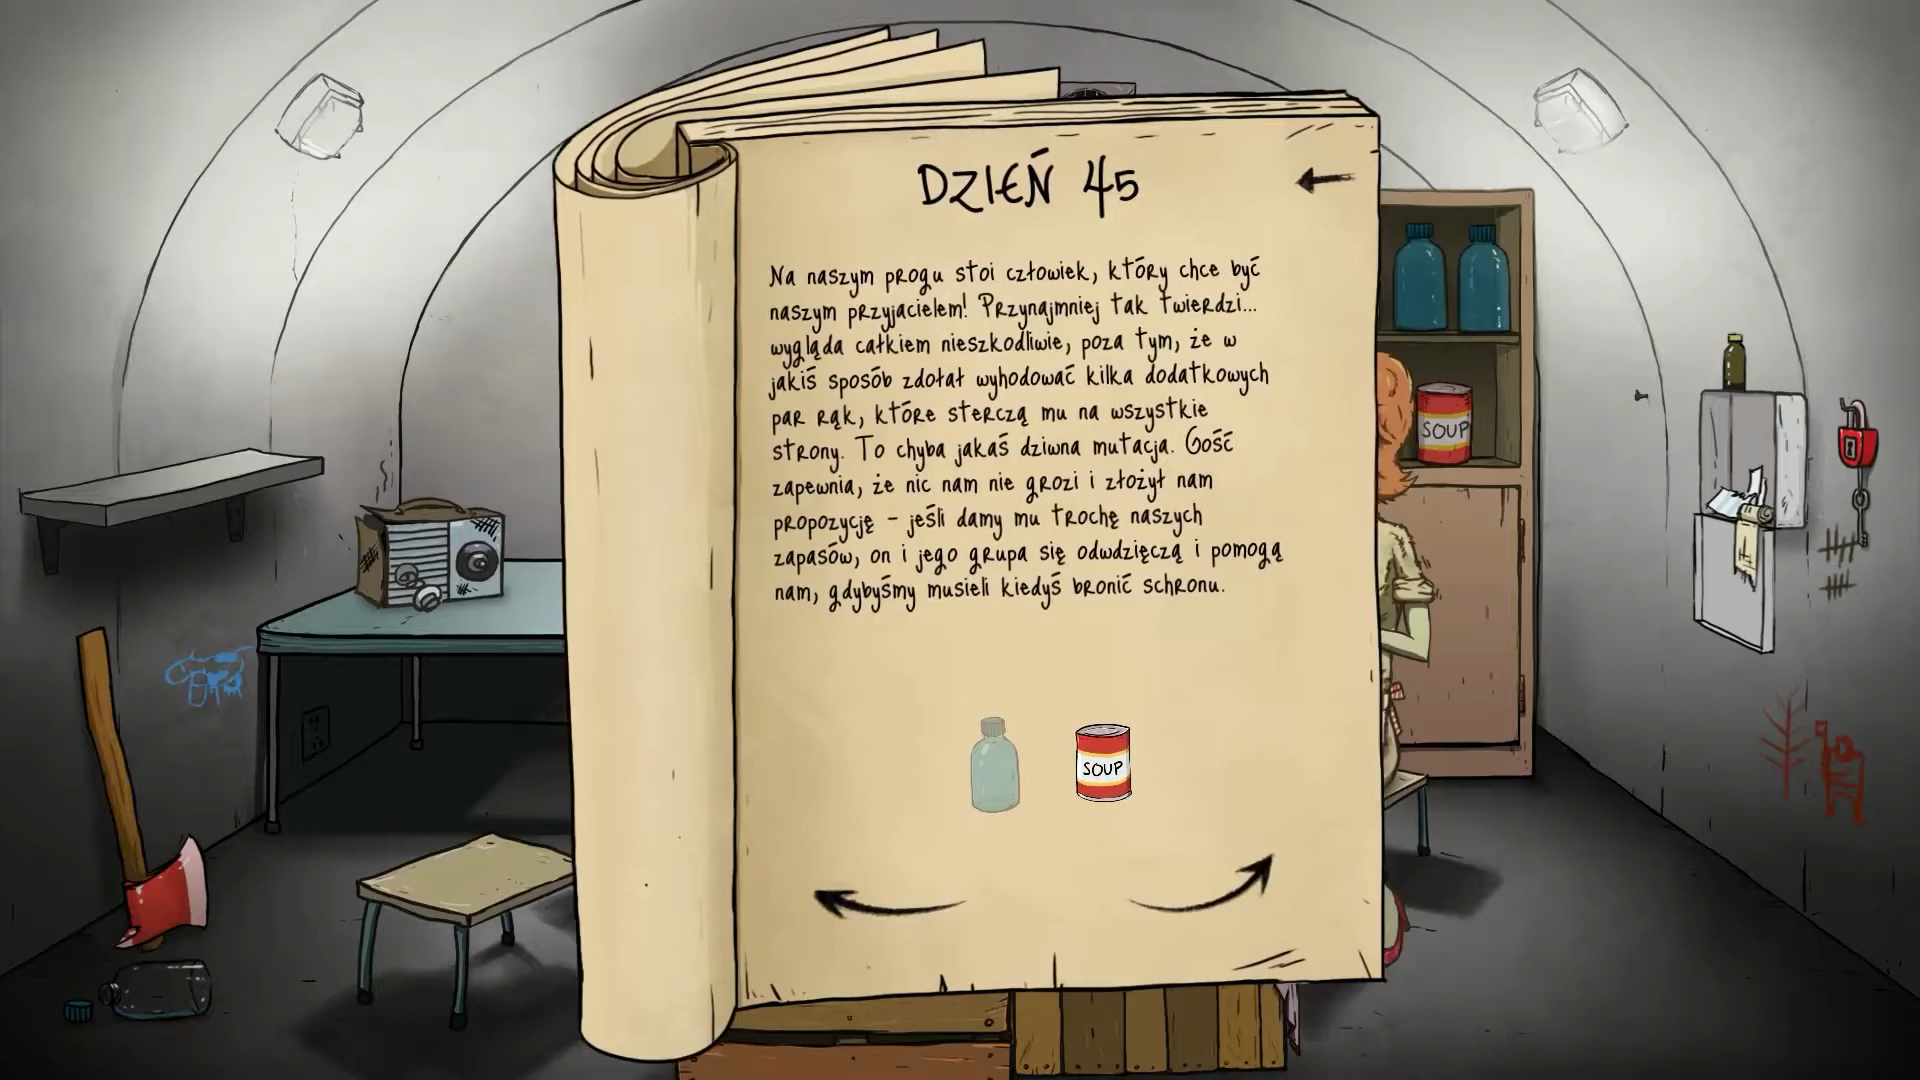 DZIEŃ 45
Na naszym progu stoi człowiek, który chce być
naszym przyjacielem! Przynajmniej tak twierdzi...
wygląda całkiem nieszkodliwie, poza tym, że w
jakiś sposób zdołał wyhodować kilka dodatkowych
par rąk, które sterczą mu na wszystkie
strony. To chyba jakaś dziwna mutacja. Gość
zapewnia, że nic nam nie grozi i złożył nam
propozycję - jeśli damy mu trochę naszych
zapasów, on i jego grupa się odwdzięczą i pomogą
nam, gdybyśmy musieli kiedyś bronić schronu.
SOUP
SOUP